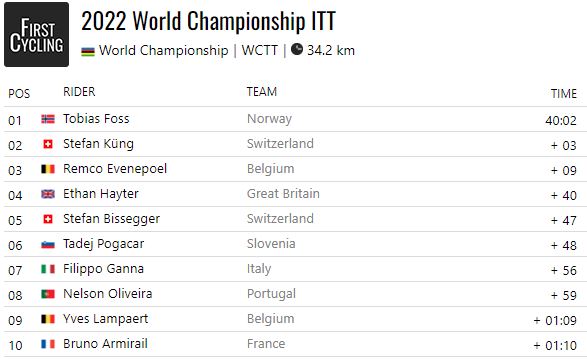 FIRST
CYCLING
2022 World Championship ITT
World Championship | WCTT | 34.2 km
POS RIDER TEAM TIME
01 Tobias Foss Norway 40:02
02 Stefan Küng Switzerland + 03
03 Remco Evenepoel Belgium + 09
04 Ethan Hayter Great Britain + 40
05 Stefan Bissegger Switzerland + 47
06 Tadej Pogacar Slovenia + 48
07 Filippo Ganna Italy + 56
08 Nelson Oliveira Portugal + 59
09 Yves Lampaert Belgium + 01:09
10 Bruno Armirail France + 01:10